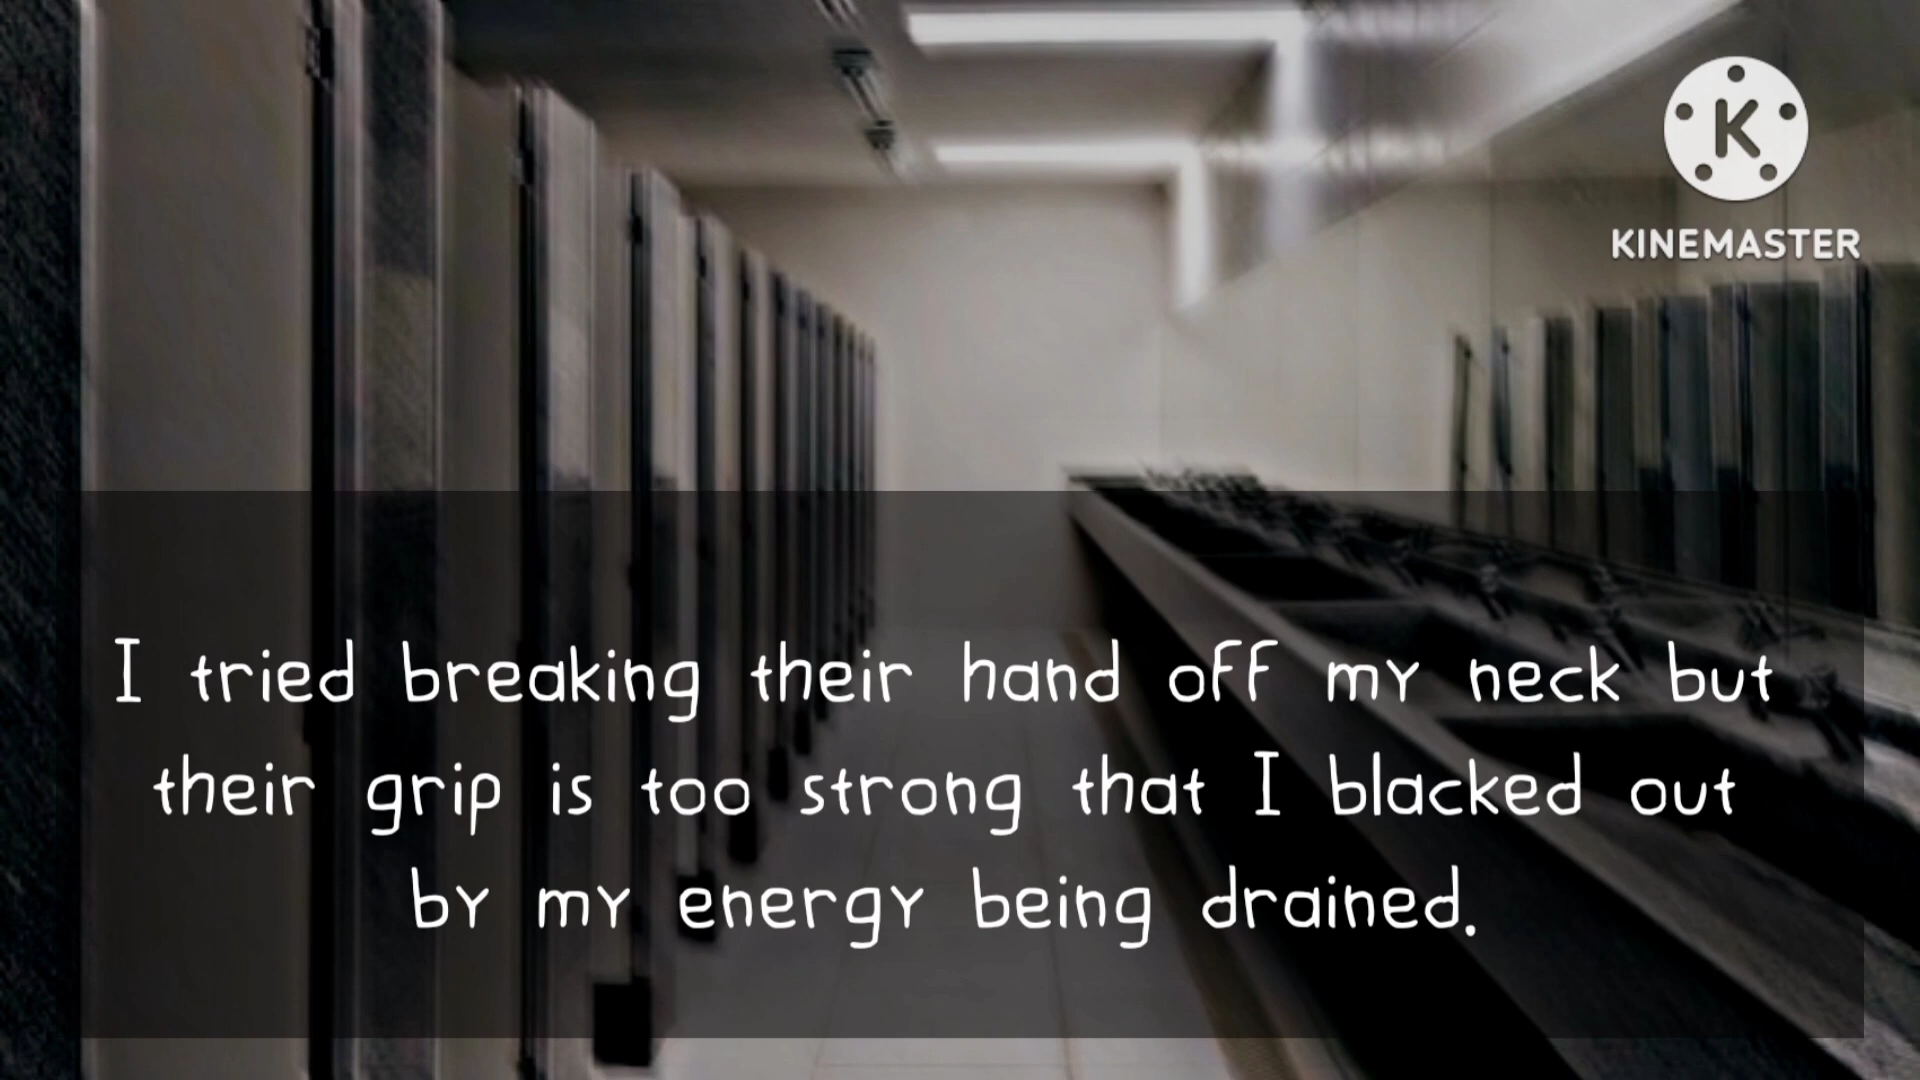 K
KINEMASTER
I tried breaking their hand off my neck but
their grip is too strong that I blacked out
by my energy being drained.